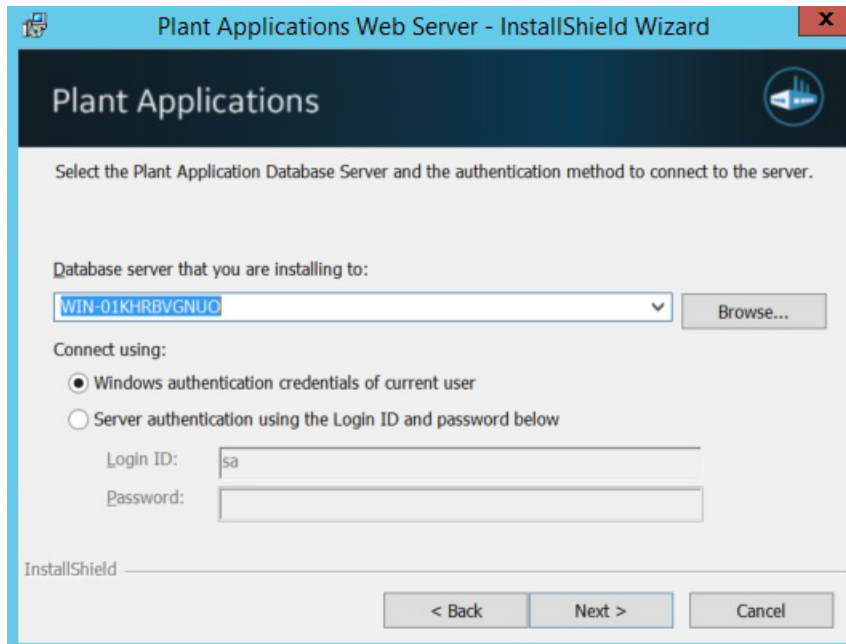 Plant Applications Web Server - InstallShield Wizard
x
Plant Applications
Select the Plant Application Database Server and the authentication method to connect to the server.
Database server that you are installing to:
WIN-01KHRBVGNUO
Browse...
Connect using:
Windows authentication credentials of current user
Server authentication using the Login ID and password below
Login ID:
sa
Password:
InstallShield
< Back
Next >
Cancel